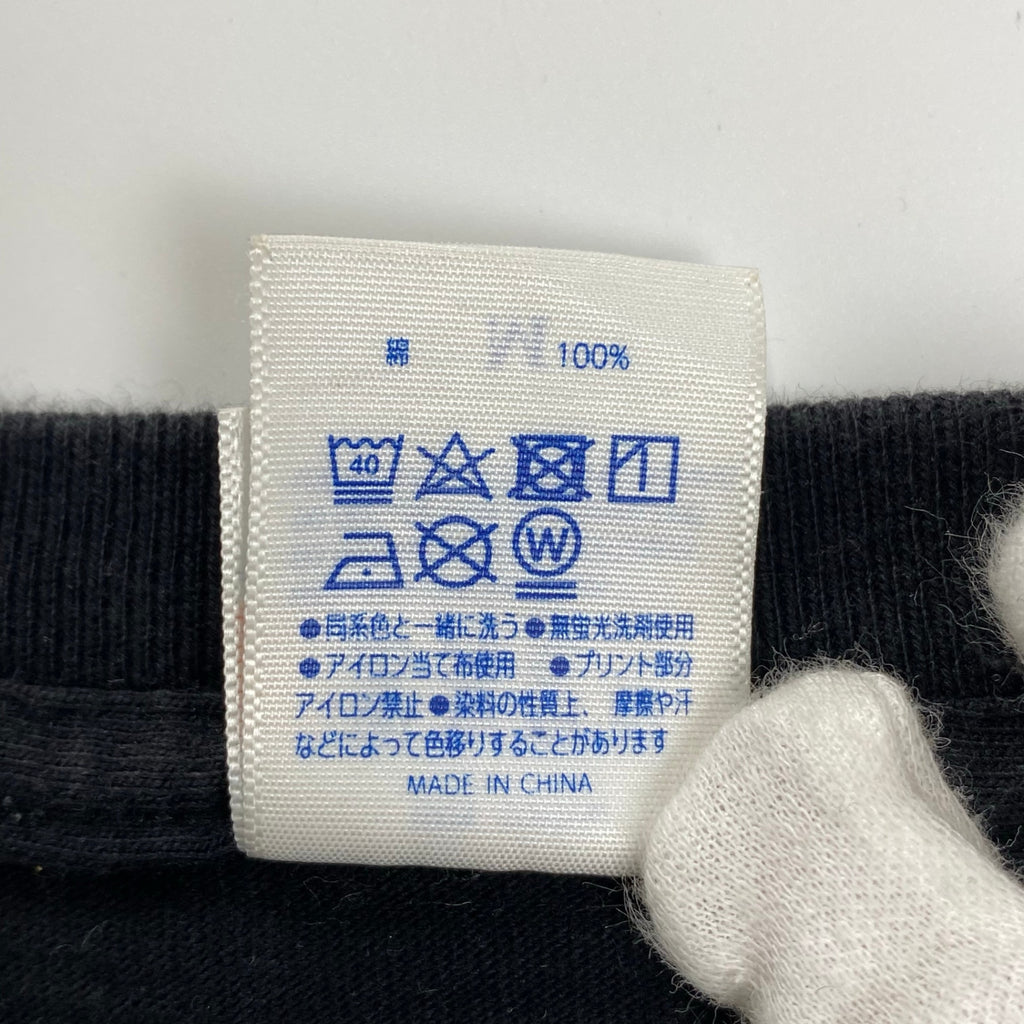 綿 100%
40
W
●同系色と一緒に洗う●無蛍光洗剤使用
●アイロン当て布使用 ●プリント部分
アイロン禁止●染料の性質上、摩擦や汗
などによって色移りすることがあります
MADE IN CHINA